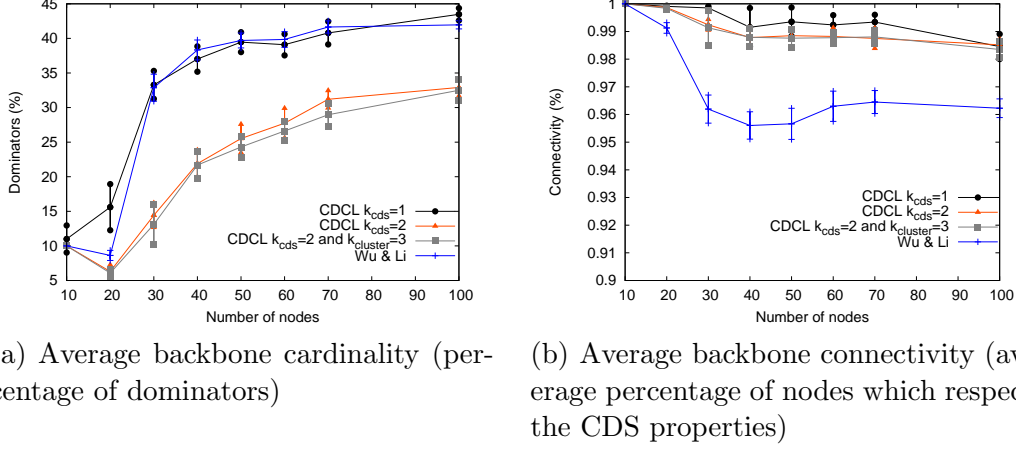 45
40
35
30
25
20
15
10
5
Dominators (%)
10 20 30 40 50 60 70 80 90 100
Number of nodes
CDCL kcds=1
CDCL kcds=2
CDCL kcds=2 and kcluster=3
Wu & Li
a) Average backbone cardinality (per-
centage of dominators)
1
0.99
0.98
0.97
0.96
0.95
0.94
0.93
0.92
0.91
0.9
Connectivity (%)
10 20 30 40 50 60 70 80 90 100
Number of nodes
CDCL kcds=1
CDCL kcds=2
CDCL kcds=2 and kcluster=3
Wu & Li
(b) Average backbone connectivity (av
erage percentage of nodes which respec
the CDS properties)